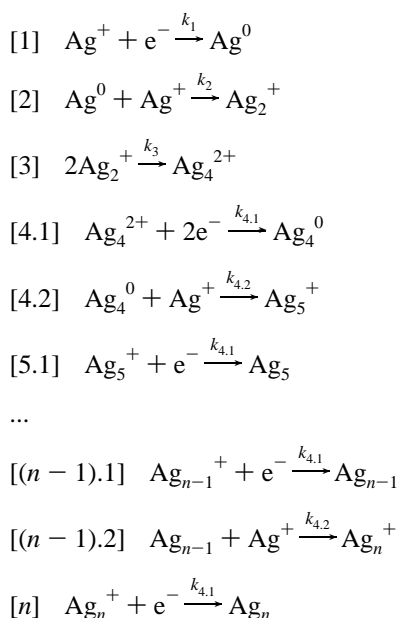 [1] Ag⁺ + e⁻ —k₁→ Ag⁰
[2] Ag⁰ + Ag⁺ —k₂→ Ag₂⁺
[3] 2Ag₂⁺ —k₃→ Ag₄²⁺
[4.1] Ag₄²⁺ + 2e⁻ —k₄.₁→ Ag₄⁰
[4.2] Ag₄⁰ + Ag⁺ —k₄.₂→ Ag₅⁺
[5.1] Ag₅⁺ + e⁻ —k₄.₁→ Ag₅
...
[(n − 1).1] Agₙ₋₁⁺ + e⁻ —k₄.₁→ Agₙ₋₁
[(n − 1).2] Agₙ₋₁ + Ag⁺ —k₄.₂→ Agₙ⁺
[n] Agₙ⁺ + e⁻ —k₄.₁→ Agₙ